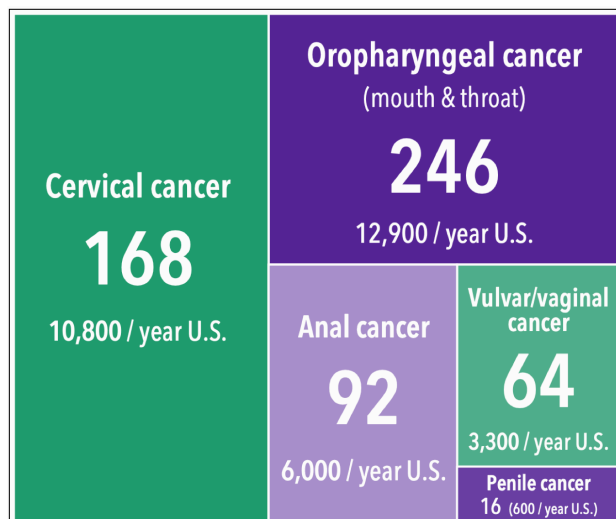 Cervical cancer
168
10,800 / year U.S.
Oropharyngeal cancer
(mouth & throat)
246
12,900 / year U.S.
Anal cancer
92
6,000 / year U.S.
Vulvar/vaginal
cancer
64
3,300 / year U.S.
Penile cancer
16 (600 / year U.S.)